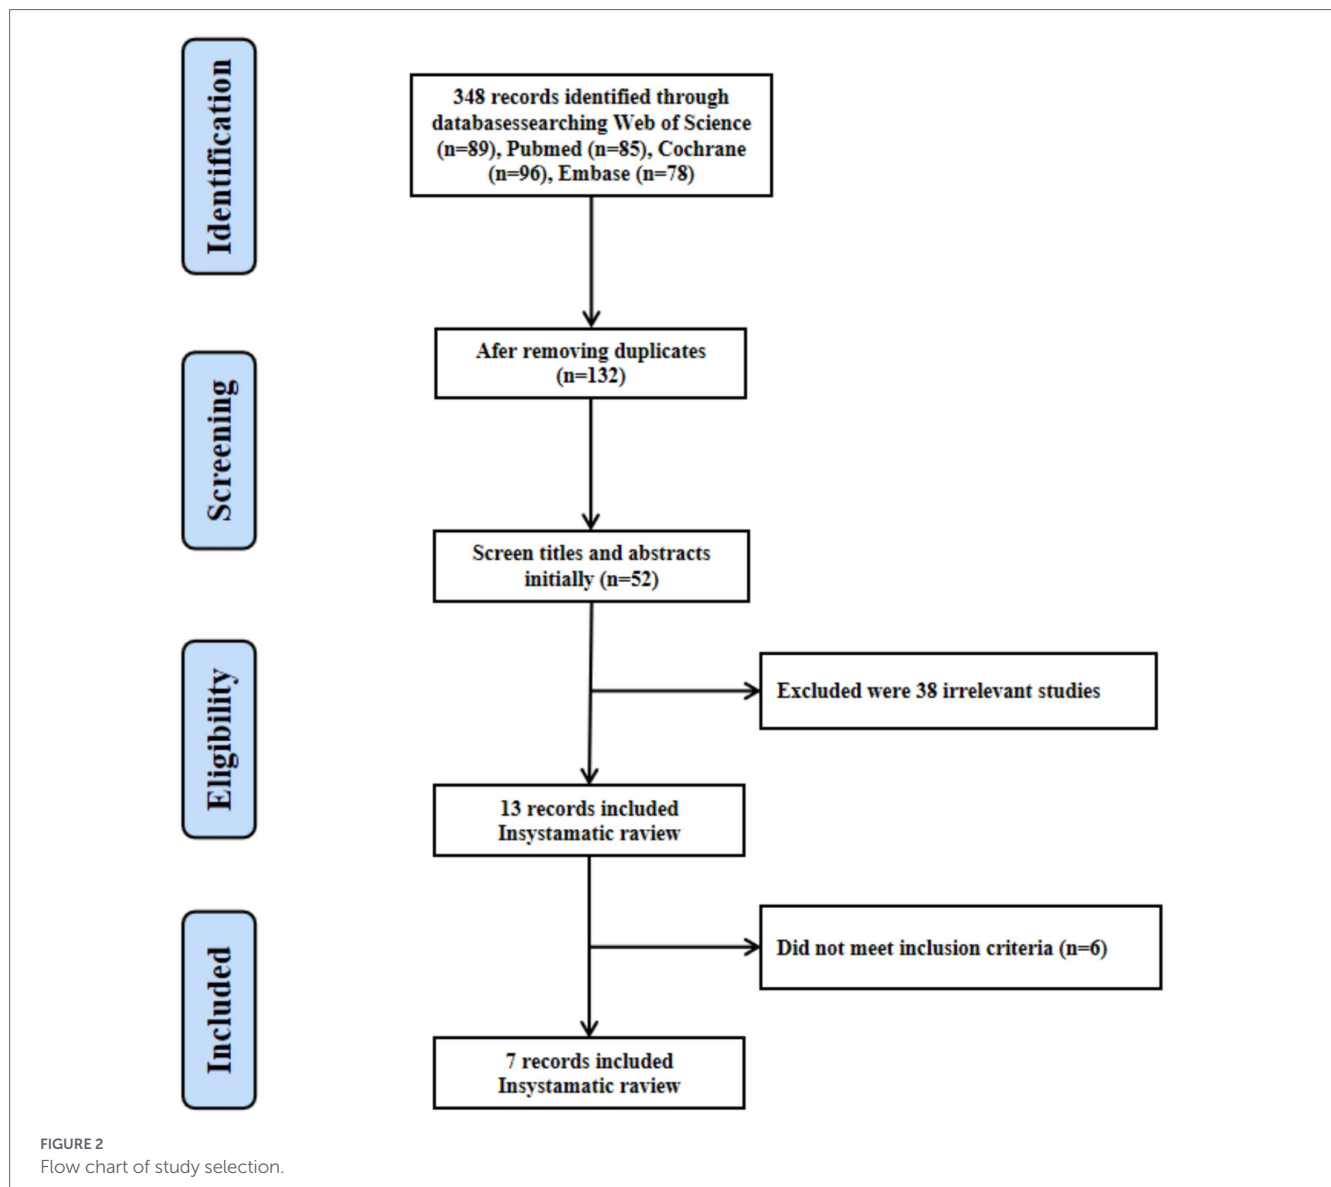 Identification
348 records identified through
databasessearching Web of Science
(n=89), Pubmed (n=85), Cochrane
(n=96), Embase (n=78)
Screening
Afer removing duplicates
(n=132)
Screen titles and abstracts
initially (n=52)
Eligibility
Excluded were 38 irrelevant studies
13 records included
Insystamatic raview
Included
Did not meet inclusion criteria (n=6)
7 records included
Insystamatic raview
FIGURE 2
Flow chart of study selection.